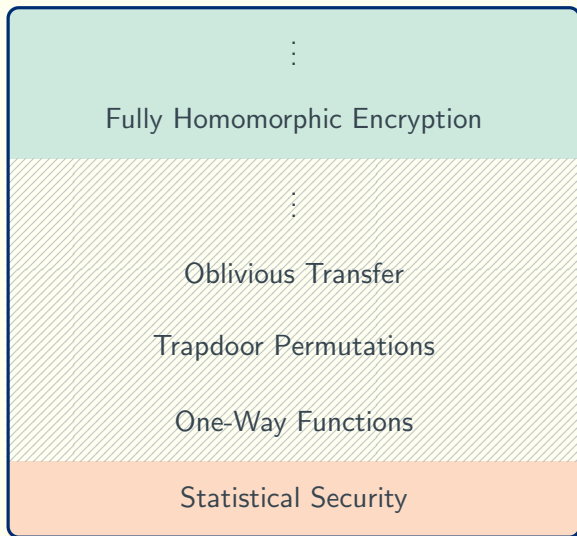 ⋮
Fully Homomorphic Encryption
⋮
Oblivious Transfer
Trapdoor Permutations
One-Way Functions
Statistical Security